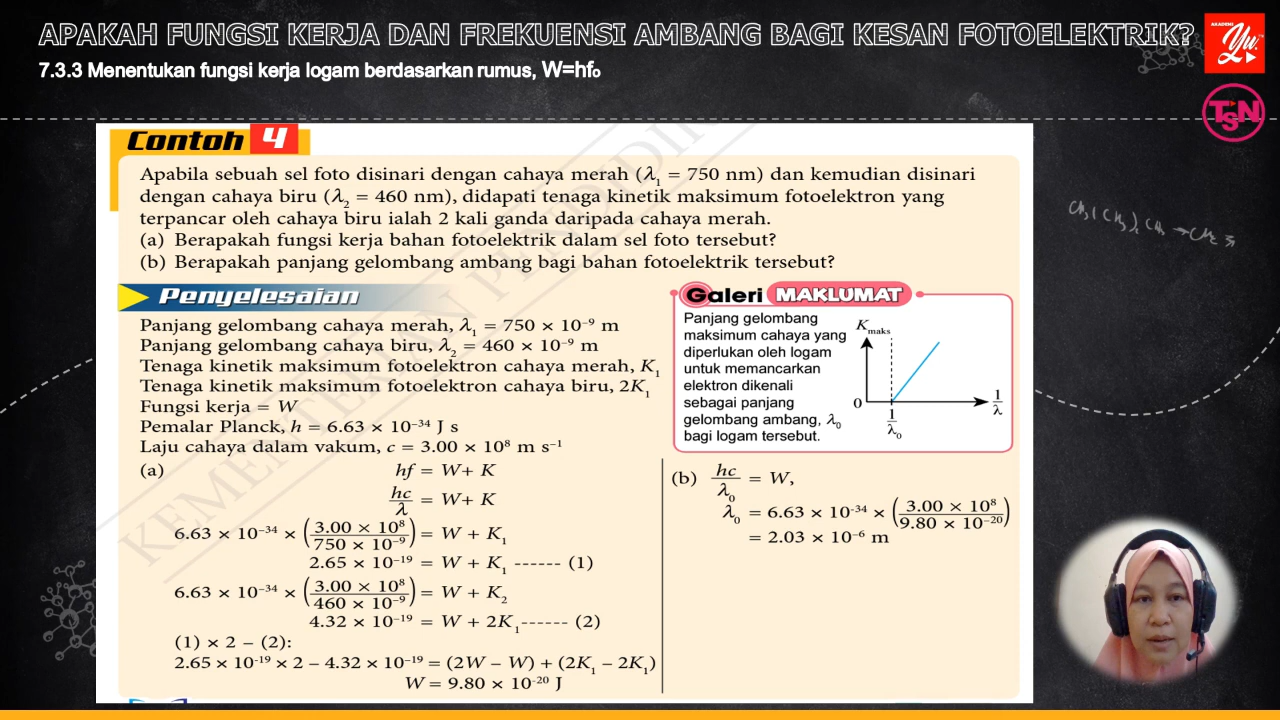 APAKAH FUNGSI KERJA DAN FREKUENSI AMBANG BAGI KESAN FOTOELEKTRIK?
7.3.3 Menentukan fungsi kerja logam berdasarkan rumus, W=hf₀
AKADEMI
Yu.
TSN
Contoh 4
Apabila sebuah sel foto disinari dengan cahaya merah (λ₁ = 750 nm) dan kemudian disinari
dengan cahaya biru (λ₂ = 460 nm), didapati tenaga kinetik maksimum fotoelektron yang
terpancar oleh cahaya biru ialah 2 kali ganda daripada cahaya merah.
(a) Berapakah fungsi kerja bahan fotoelektrik dalam sel foto tersebut?
(b) Berapakah panjang gelombang ambang bagi bahan fotoelektrik tersebut?
Penyelesaian
Panjang gelombang cahaya merah, λ₁ = 750 × 10⁻⁹ m
Panjang gelombang cahaya biru, λ₂ = 460 × 10⁻⁹ m
Tenaga kinetik maksimum fotoelektron cahaya merah, K₁
Tenaga kinetik maksimum fotoelektron cahaya biru, 2K₁
Fungsi kerja = W
Pemalar Planck, h = 6.63 × 10⁻³⁴ J s
Laju cahaya dalam vakum, c = 3.00 × 10⁸ m s⁻¹
(a) hf = W+ K
hc/λ = W+ K
6.63 × 10⁻³⁴ × (3.00 × 10⁸/750 × 10⁻⁹) = W + K₁
2.65 × 10⁻¹⁹ = W + K₁ ------ (1)
6.63 × 10⁻³⁴ × (3.00 × 10⁸/460 × 10⁻⁹) = W + K₂
4.32 × 10⁻¹⁹ = W + 2K₁------ (2)
(1) × 2 – (2):
2.65 × 10⁻¹⁹ × 2 – 4.32 × 10⁻¹⁹ = (2W – W) + (2K₁ – 2K₁)
W = 9.80 × 10⁻²⁰ J
Galeri MAKLUMAT
Panjang gelombang
maksimum cahaya yang
diperlukan oleh logam
untuk memancarkan
elektron dikenali
sebagai panjang
gelombang ambang, λ₀
bagi logam tersebut.
Kmaks
0
1/λ₀
1/λ
(b) hc/λ₀ = W,
λ₀ = 6.63 × 10⁻³⁴ × (3.00 × 10⁸/9.80 × 10⁻²⁰)
= 2.03 × 10⁻⁶ m